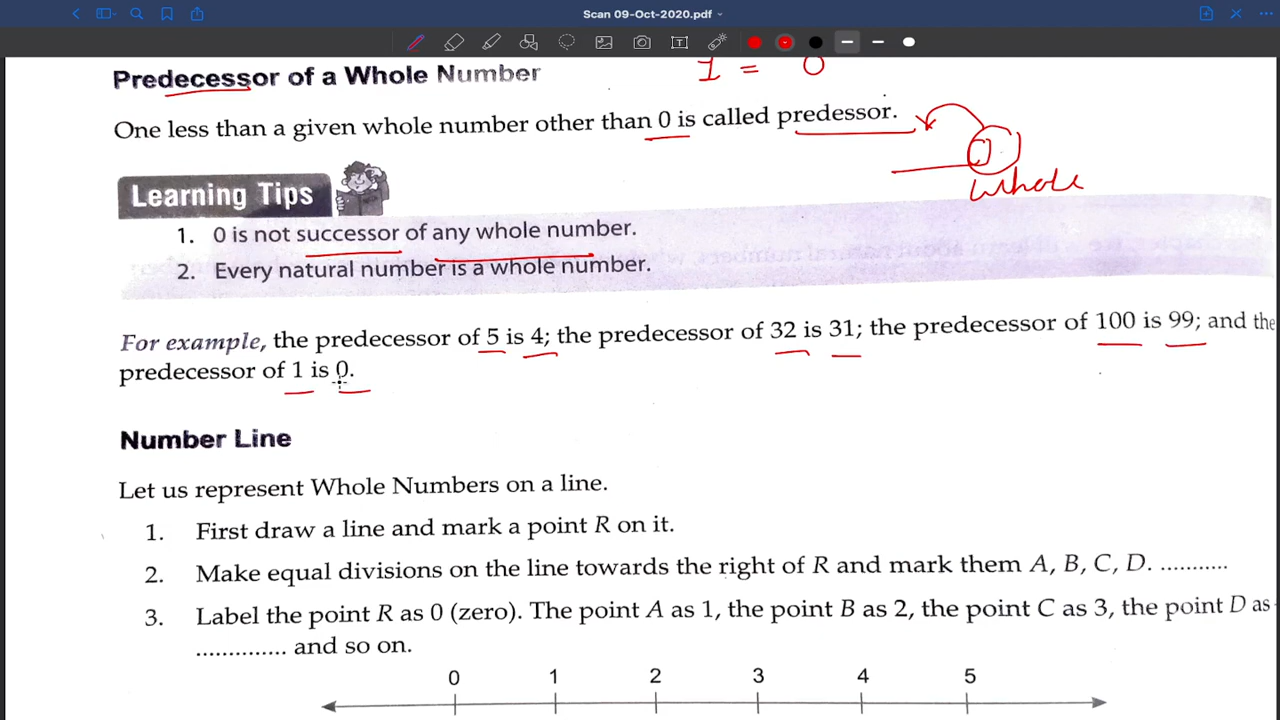 Scan 09-Oct-2020.pdf
1 = 0
Predecessor of a Whole Number
One less than a given whole number other than 0 is called predessor.
0
Whole
Learning Tips
1. 0 is not successor of any whole number.
2. Every natural number is a whole number.
For example, the predecessor of 5 is 4; the predecessor of 32 is 31; the predecessor of 100 is 99; and the
predecessor of 1 is 0.
Number Line
Let us represent Whole Numbers on a line.
1. First draw a line and mark a point R on it.
2. Make equal divisions on the line towards the right of R and mark them A, B, C, D. ...........
3. Label the point R as 0 (zero). The point A as 1, the point B as 2, the point C as 3, the point D as
.............. and so on.
0 1 2 3 4 5